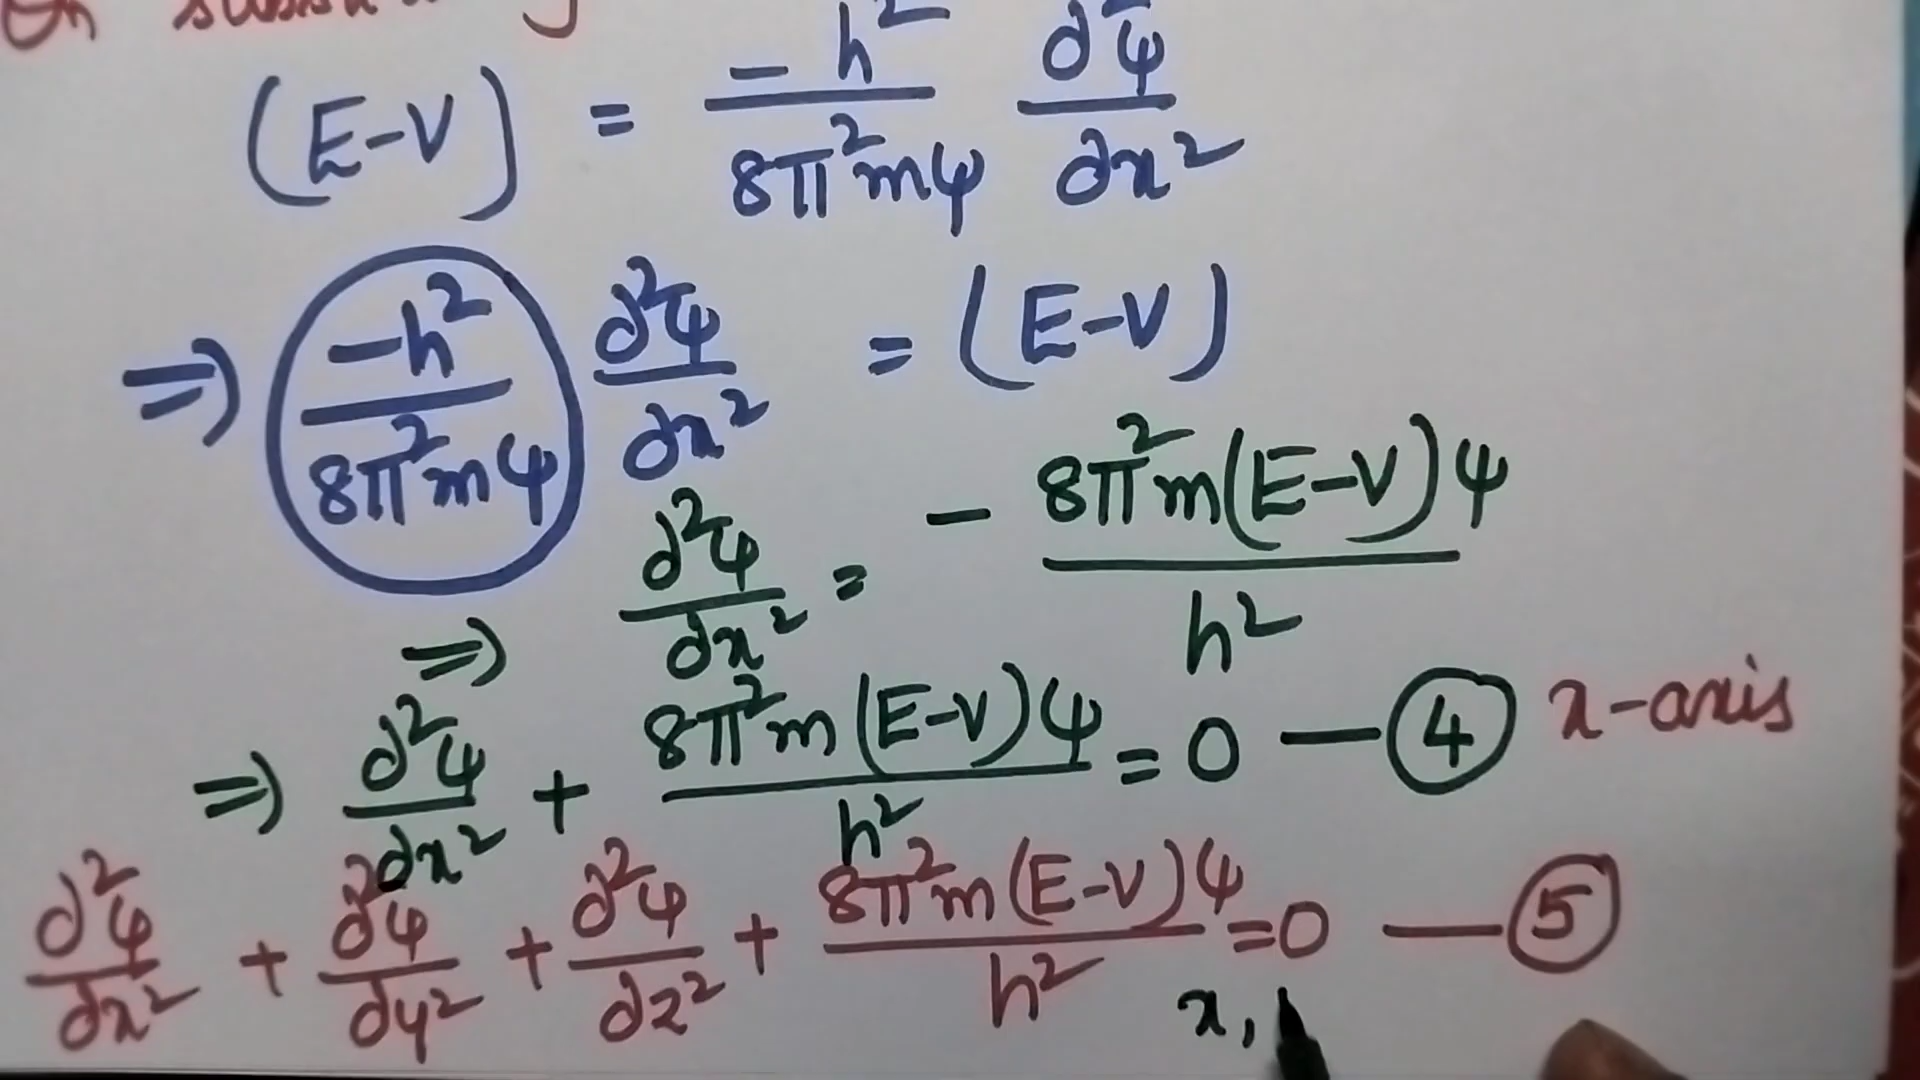 (E-V) = -h² / 8π²mψ ∂²ψ / ∂x²
⇒ -h² / 8π²mψ ∂²ψ / ∂x² = (E-V)
⇒ ∂²ψ / ∂x² = - 8π²m(E-V)ψ / h²
⇒ ∂²ψ / ∂x² + 8π²m(E-V)ψ / h² = 0 — ④ x-axis
∂²ψ / ∂x² + ∂²ψ / ∂y² + ∂²ψ / ∂z² + 8π²m(E-V)ψ / h² = 0 — ⑤
x,